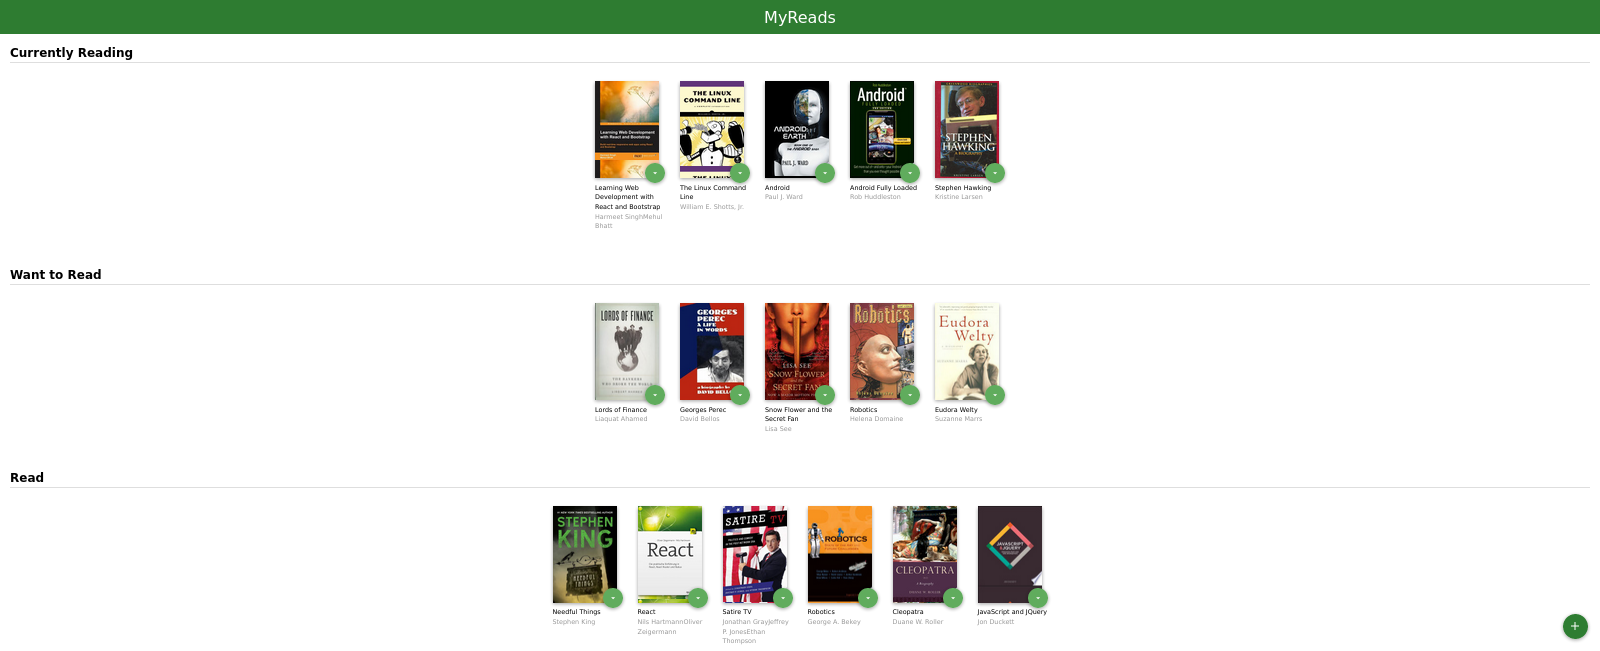 MyReads
Currently Reading
Learning Web Development
with React and Bootstrap
THE LINUX
COMMAND LINE
ANDROID
EARTH
PAUL J. WARD
Android
FULLY LOADED
STEPHEN
HAWKING
A BIOGRAPHY
Learning Web
Development with
React and Bootstrap
Harmeet SinghMehul
Bhatt
The Linux Command
Line
William E. Shotts, Jr.
Android
Paul J. Ward
Android Fully Loaded
Rob Huddleston
Stephen Hawking
Kristine Larsen
Want to Read
LORDS OF FINANCE
GEORGES
PEREC
A LIFE
IN WORDS
a biography by
LISA SEE
SNOW FLOWER
SECRET FAN
Robotics
Eudora
Welty
Lords of Finance
Liaquat Ahamed
Georges Perec
David Bellos
Snow Flower and the
Secret Fan
Lisa See
Robotics
Helena Domaine
Eudora Welty
Suzanne Marrs
Read
STEPHEN
KING
NEEDFUL
THINGS
React
SATIRE TV
ROBOTICS
CLEOPATRA
A Biography
JAVASCRIPT
& JQUERY
Needful Things
Stephen King
React
Nils HartmannOliver
Zeigermann
Satire TV
Jonathan GrayJeffrey
P. JonesEthan
Thompson
Robotics
George A. Bekey
Cleopatra
Duane W. Roller
JavaScript and JQuery
Jon Duckett
+